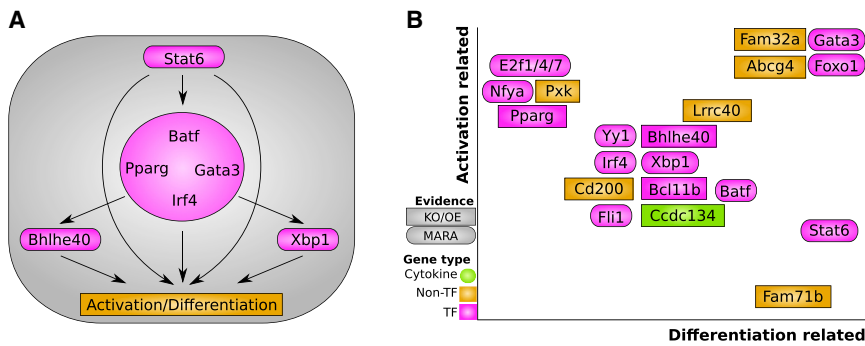 A
Stat6
Batf
Pparg Gata3
Irf4
Bhlhe40 Xbp1
Activation/Differentiation
B
Activation related
Fam32a Gata3
E2f1/4/7 Abcg4 Foxo1
Nfya Pxk
Pparg Lrrc40
Yy1 Bhlhe40
Irf4 Xbp1
Cd200 Bcl11b Batf
Fli1 Ccdc134
Stat6
Fam71b
Evidence
KO/OE
MARA
Gene type
Cytokine
Non-TF
TF
Differentiation related